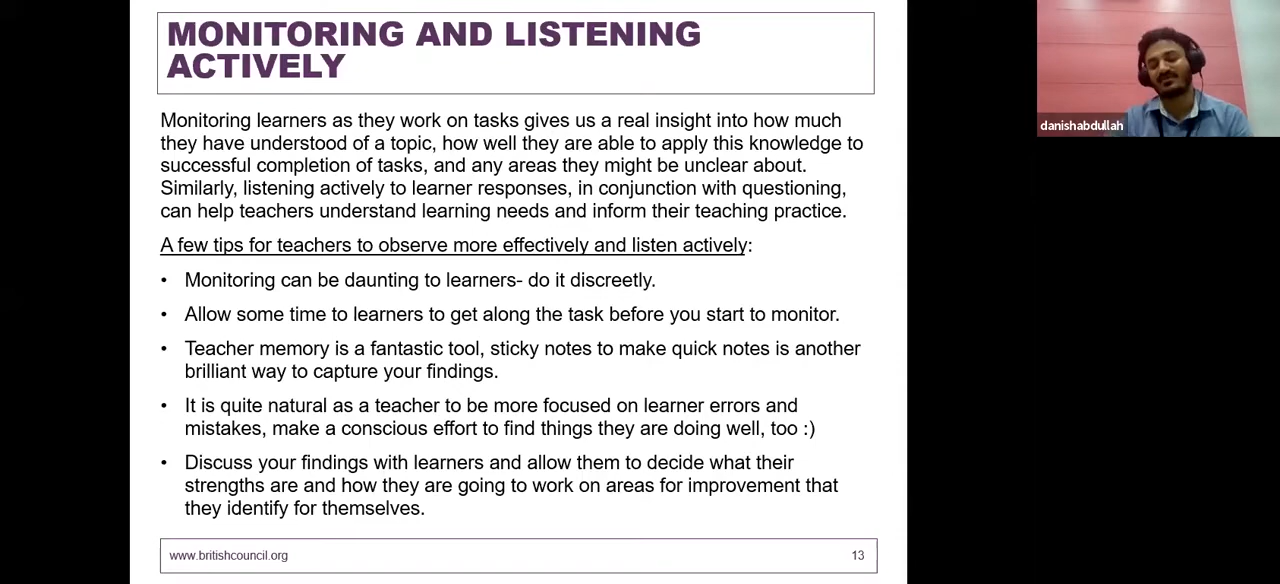 MONITORING AND LISTENING
ACTIVELY
Monitoring learners as they work on tasks gives us a real insight into how much
they have understood of a topic, how well they are able to apply this knowledge to
successful completion of tasks, and any areas they might be unclear about.
Similarly, listening actively to learner responses, in conjunction with questioning,
can help teachers understand learning needs and inform their teaching practice.
A few tips for teachers to observe more effectively and listen actively:
• Monitoring can be daunting to learners- do it discreetly.
• Allow some time to learners to get along the task before you start to monitor.
• Teacher memory is a fantastic tool, sticky notes to make quick notes is another
brilliant way to capture your findings.
• It is quite natural as a teacher to be more focused on learner errors and
mistakes, make a conscious effort to find things they are doing well, too :)
• Discuss your findings with learners and allow them to decide what their
strengths are and how they are going to work on areas for improvement that
they identify for themselves.
www.britishcouncil.org 13
danishabdullah